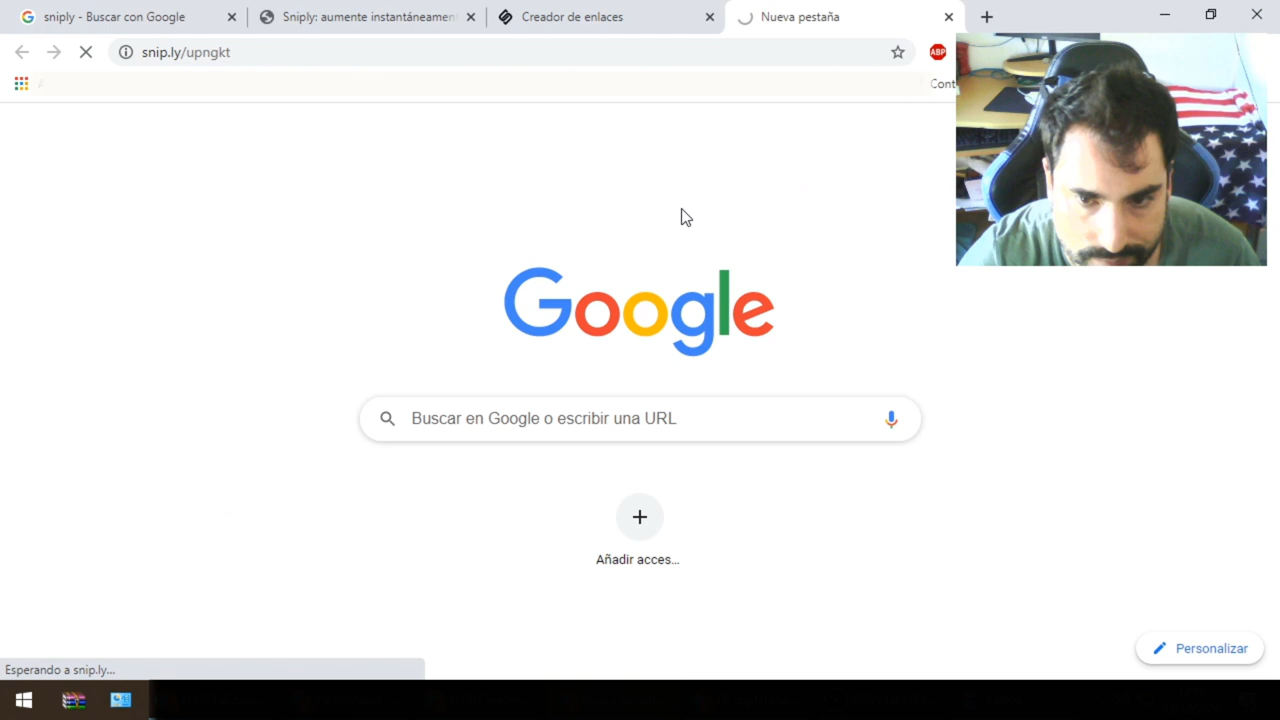 sniply - Buscar con Google
Sniply: aumente instantáneamen
Creador de enlaces
Nueva pestaña
snip.ly/upngkt
ABP
Cont
Google
Buscar en Google o escribir una URL
Añadir acces...
Personalizar
Esperando a snip.ly...